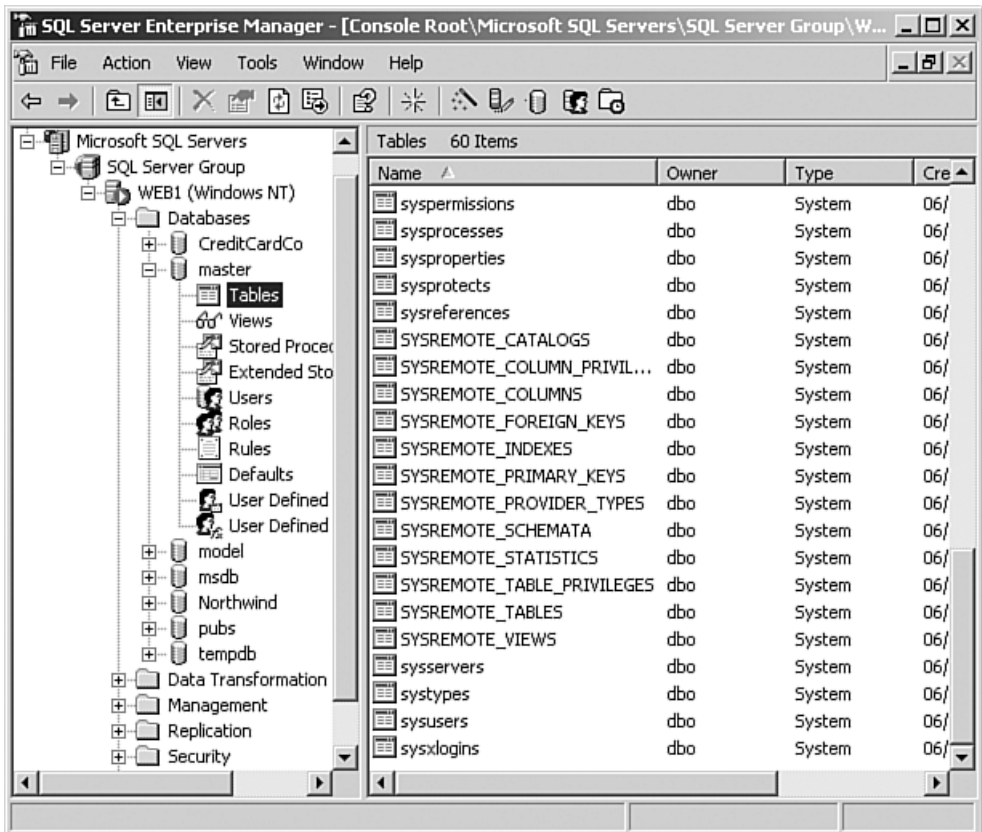 SQL Server Enterprise Manager - [Console Root\Microsoft SQL Servers\SQL Server Group\W...
File Action View Tools Window Help
Microsoft SQL Servers
SQL Server Group
WEB1 (Windows NT)
Databases
CreditCardCo
master
Tables
Views
Stored Proced
Extended Sto
Users
Roles
Rules
Defaults
User Defined
User Defined
model
msdb
Northwind
pubs
tempdb
Data Transformation
Management
Replication
Security
Tables 60 Items
Name Owner Type Cre
syspermissions dbo System 06/
sysprocesses dbo System 06/
sysproperties dbo System 06/
sysprotects dbo System 06/
sysreferences dbo System 06/
SYSREMOTE_CATALOGS dbo System 06/
SYSREMOTE_COLUMN_PRIVIL... dbo System 06/
SYSREMOTE_COLUMNS dbo System 06/
SYSREMOTE_FOREIGN_KEYS dbo System 06/
SYSREMOTE_INDEXES dbo System 06/
SYSREMOTE_PRIMARY_KEYS dbo System 06/
SYSREMOTE_PROVIDER_TYPES dbo System 06/
SYSREMOTE_SCHEMATA dbo System 06/
SYSREMOTE_STATISTICS dbo System 06/
SYSREMOTE_TABLE_PRIVILEGES dbo System 06/
SYSREMOTE_TABLES dbo System 06/
SYSREMOTE_VIEWS dbo System 06/
sysservers dbo System 06/
systypes dbo System 06/
sysusers dbo System 06/
sysxlogins dbo System 06/